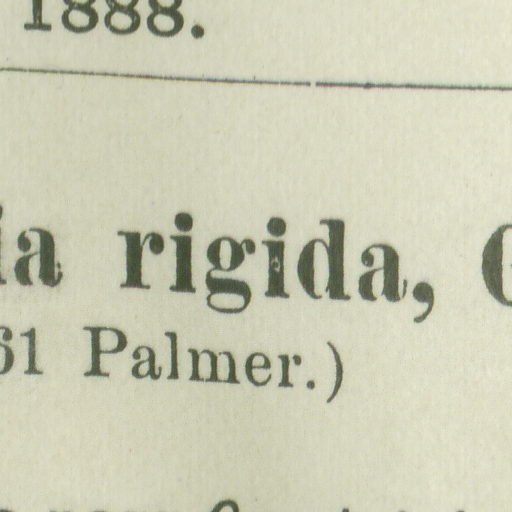 1888.
ia rigida, G
61 Palmer.)